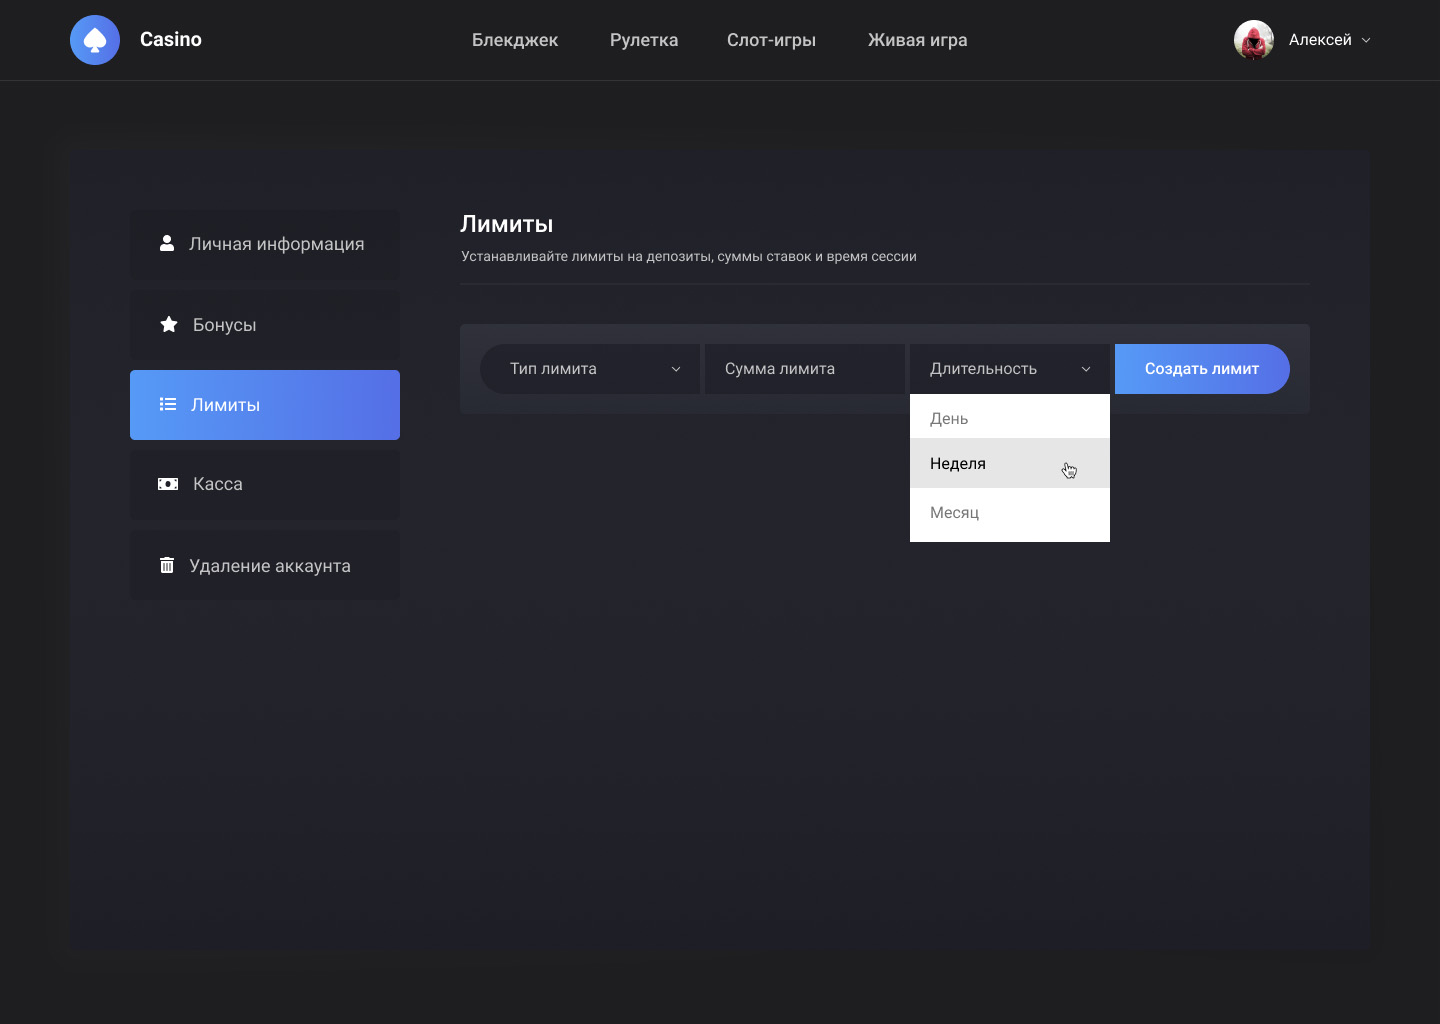 Casino
Блекджек
Рулетка
Слот-игры
Живая игра
Алексей
Личная информация
Бонусы
Лимиты
Касса
Удаление аккаунта
Лимиты
Устанавливайте лимиты на депозиты, суммы ставок и время сессии
Тип лимита
Сумма лимита
Длительность
Создать лимит
День
Неделя
Месяц